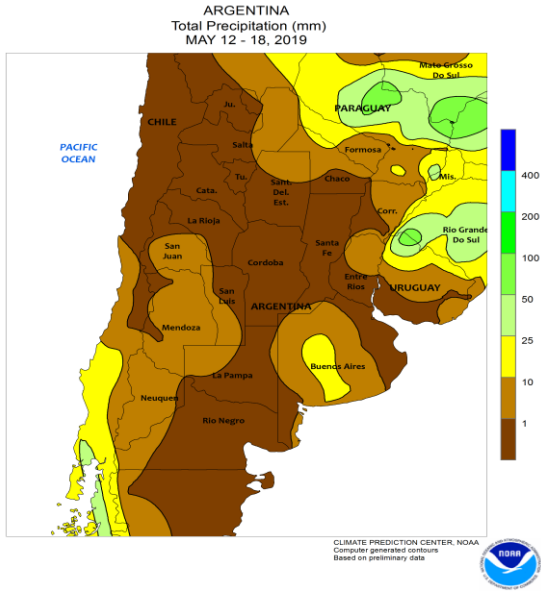 ARGENTINA
Total Precipitation (mm)
MAY 12 - 18, 2019
Mato Grosso
Do Sul
Ju.
PARAGUAY
CHILE
PACIFIC
OCEAN
Salta
Formosa
Tu.
Chaco
Mis.
Sant.
Del.
Est.
Cata.
Corr.
La Rioja
Rio Grande
Do Sul
San
Juan
Santa
Fe
Cordoba
Entre
Rios
URUGUAY
San
Luis
ARGENTINA
Mendoza
Buenos Aires
La Pampa
Neuquen
Rio Negro
400
200
100
50
25
10
1
CLIMATE PREDICTION CENTER, NOAA
Computer generated contours
Based on preliminary data
NOAA